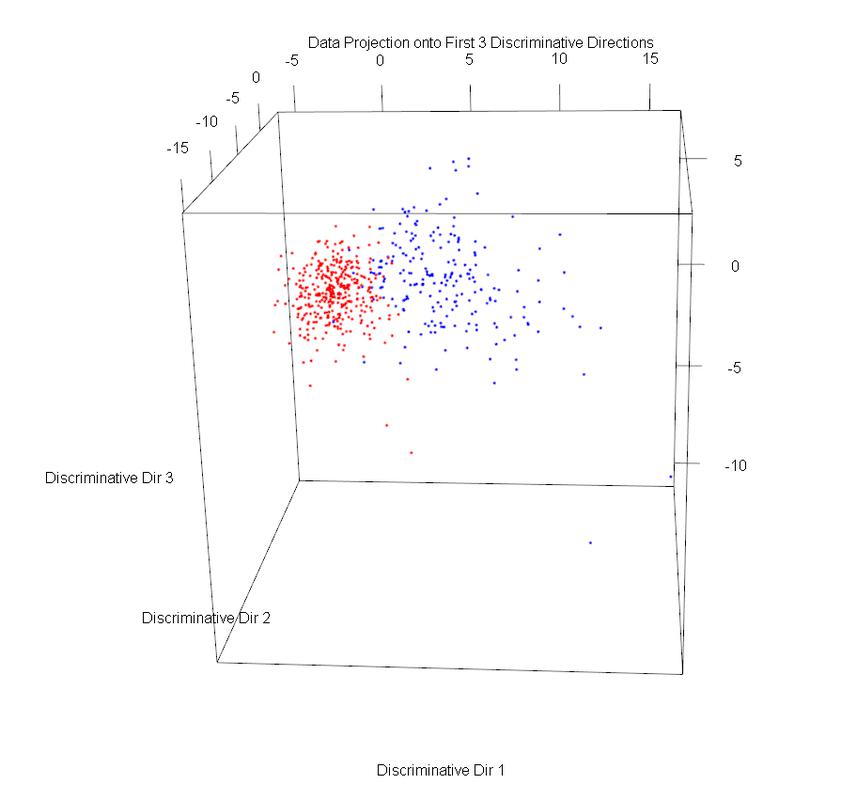 Data Projection onto First 3 Discriminative Directions
-5 0 5 10 15
0
-5
-10
-15
5
0
-5
-10
Discriminative Dir 3
Discriminative Dir 2
Discriminative Dir 1